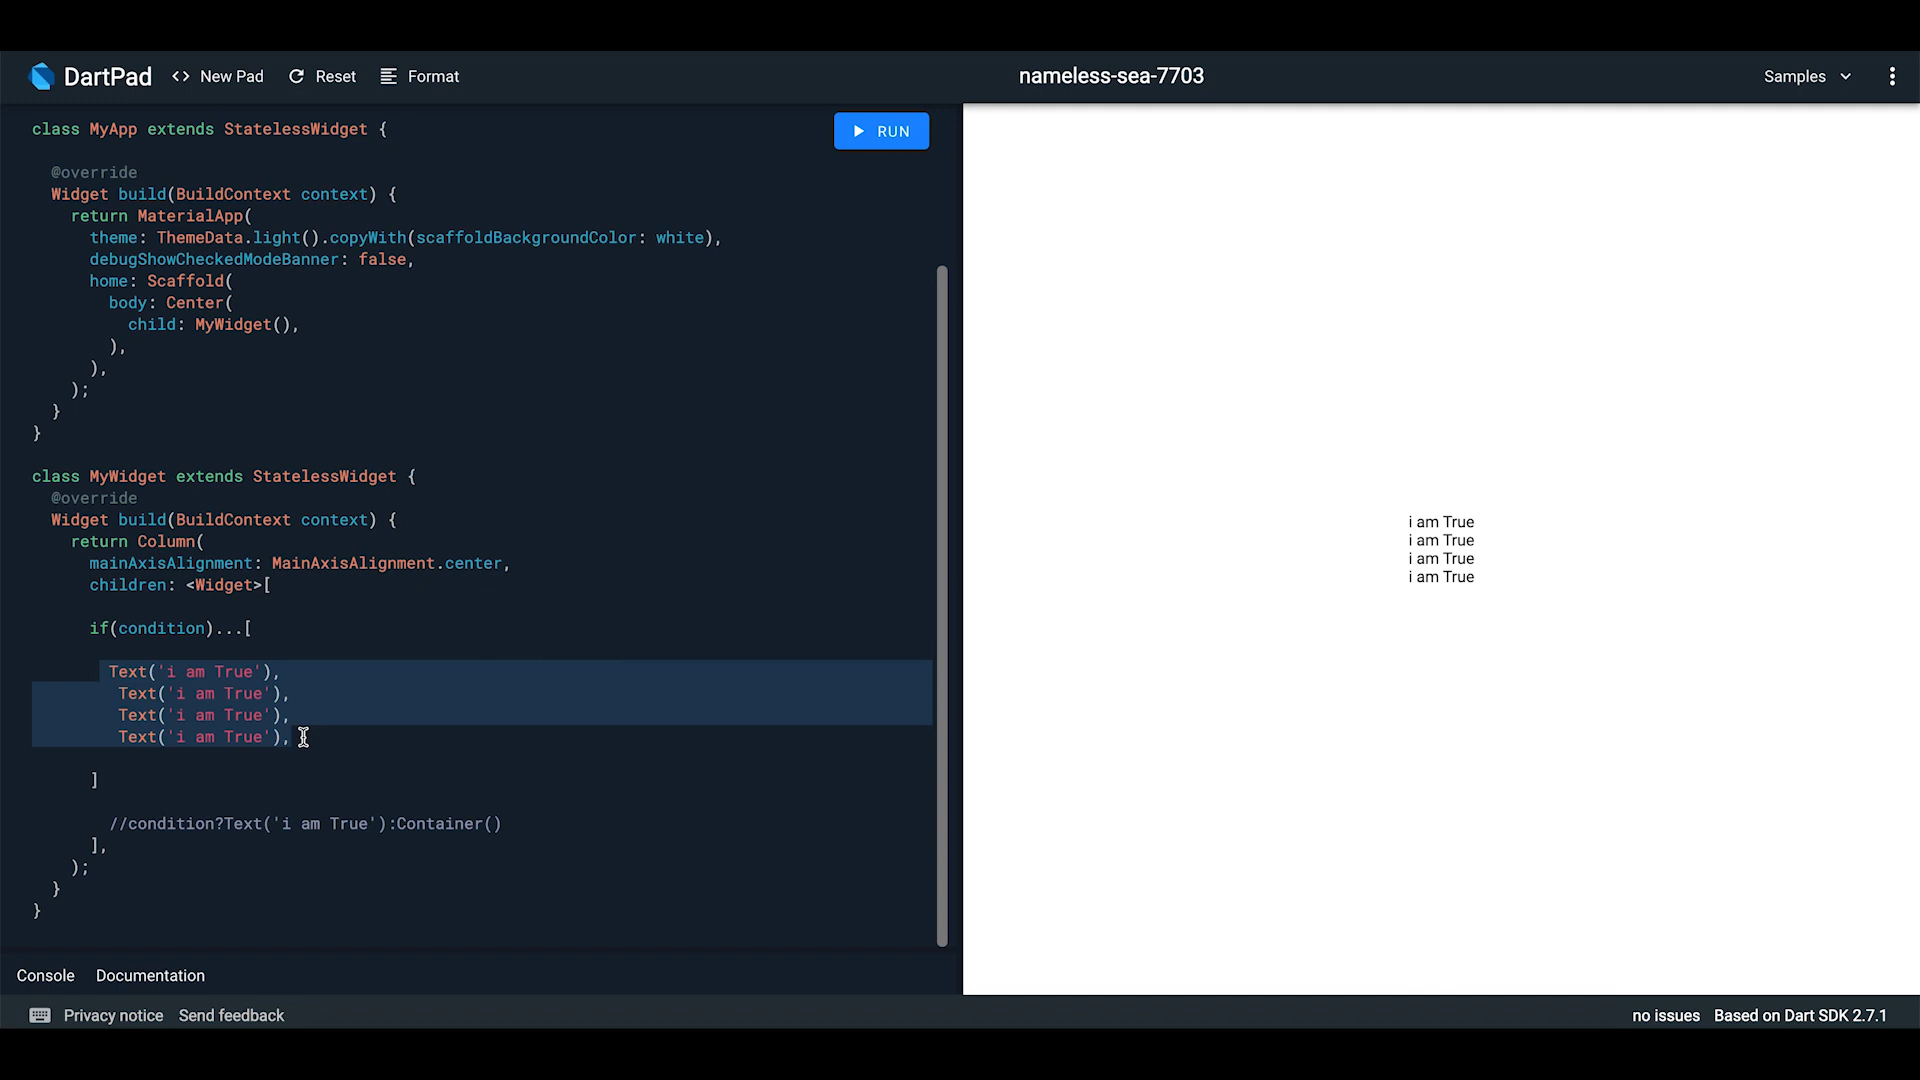 DartPad <> New Pad Reset Format nameless-sea-7703 Samples
class MyApp extends StatelessWidget {
RUN
@override
Widget build(BuildContext context) {
return MaterialApp(
theme: ThemeData.light().copyWith(scaffoldBackgroundColor: white),
debugShowCheckedModeBanner: false,
home: Scaffold(
body: Center(
child: MyWidget(),
),
),
);
}
}
class MyWidget extends StatelessWidget {
@override
Widget build(BuildContext context) {
return Column(
mainAxisAlignment: MainAxisAlignment.center,
children: <Widget>[
if(condition)...[
Text('i am True'),
Text('i am True'),
Text('i am True'),
Text('i am True'),
]
//condition?Text('i am True'):Container()
],
);
}
}
i am True
i am True
i am True
i am True
Console Documentation
Privacy notice Send feedback no issues Based on Dart SDK 2.7.1